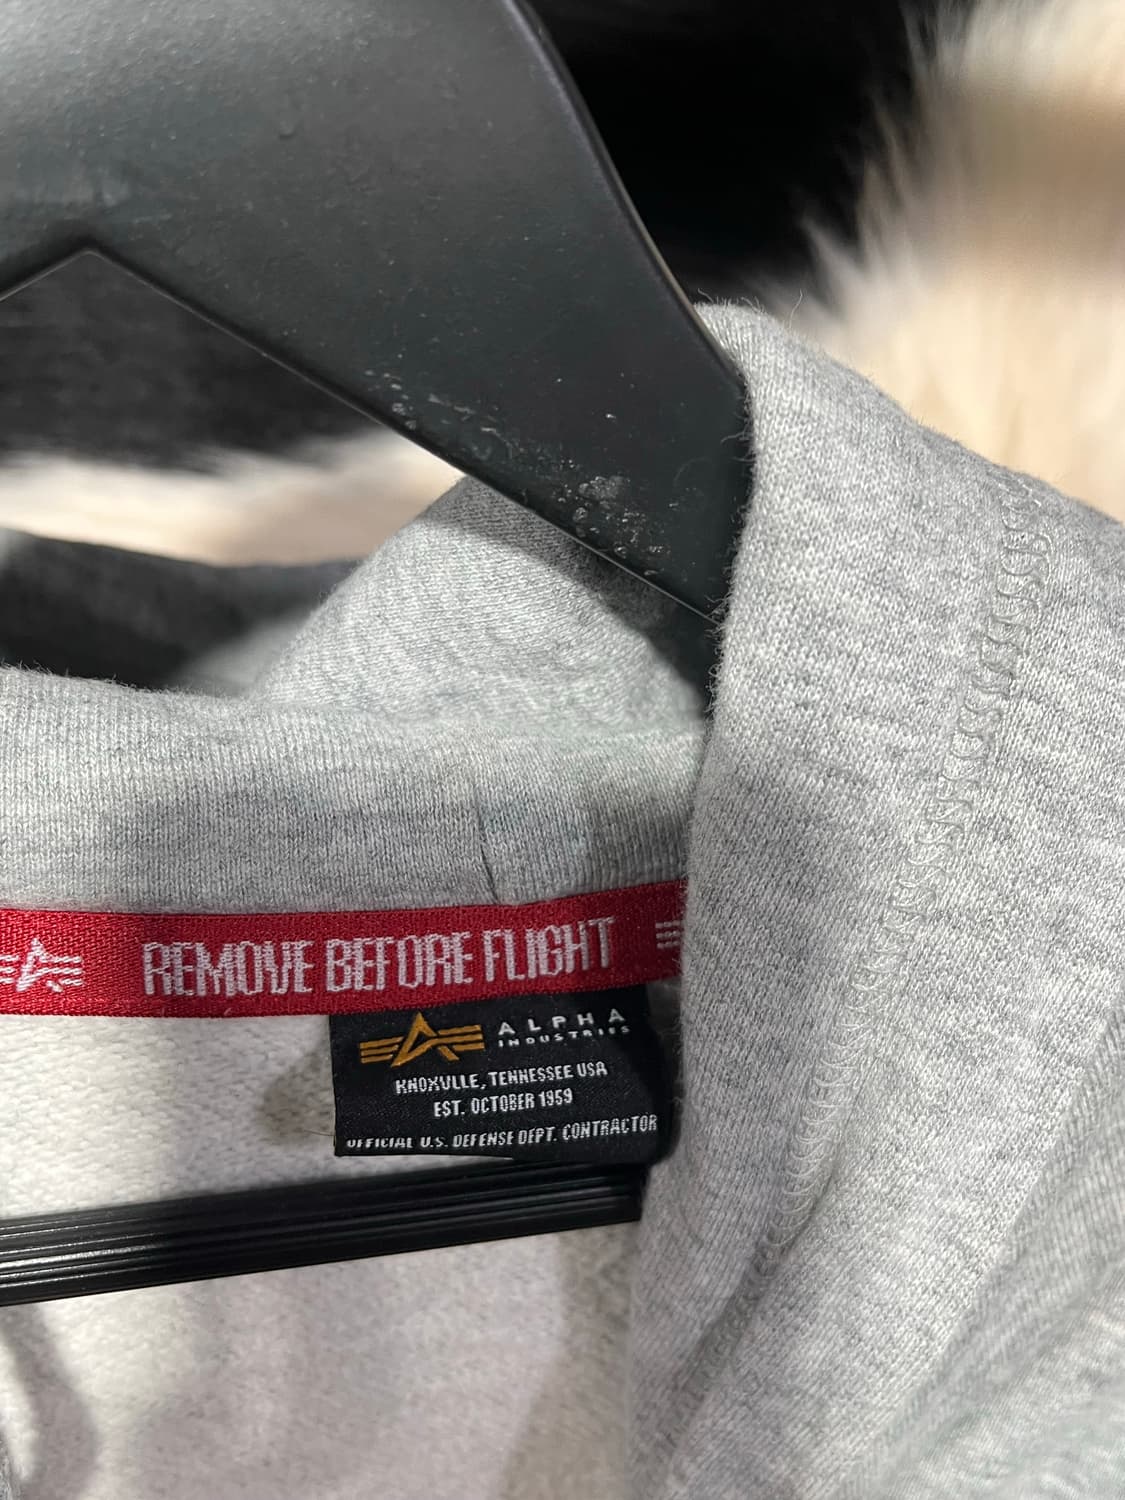 REMOVE BEFORE FLIGHT
ALPHA
INDUSTRIES
KNOXVILLE, TENNESSEE USA
EST. OCTOBER 1959
OFFICIAL U.S. DEFENSE DEPT. CONTRACTOR